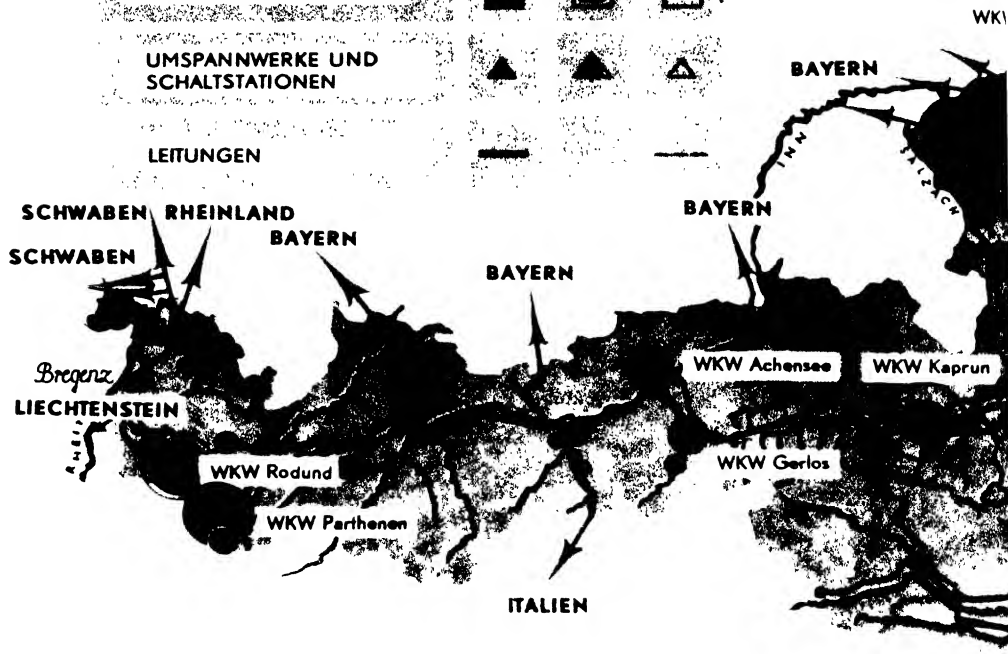 WK
UMSPANNWERKE UND
SCHALTSTATIONEN
BAYERN
LEITUNGEN
INN
SALZACH
SCHWABEN RHEINLAND
BAYERN
BAYERN
SCHWABEN
BAYERN
Bregenz
WKW Achensee
WKW Kaprun
LIECHTENSTEIN
RHEIN
WKW Rodund
WKW Gerlos
WKW Parthenen
ITALIEN